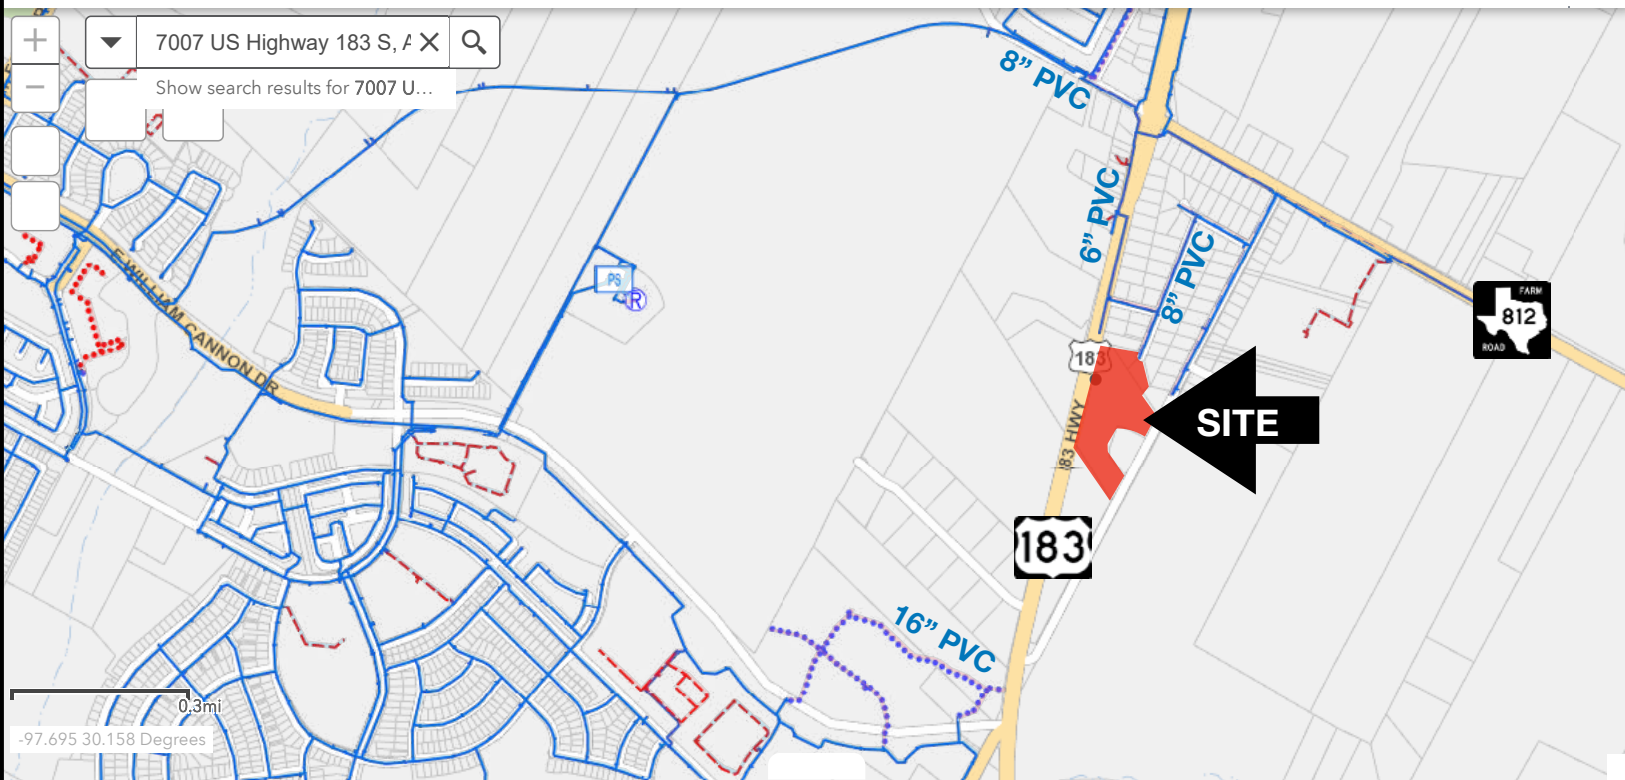 7007 US Highway 183 S, A
Show search results for 7007 U...
8” PVC
6” PVC
8” PVC
E WILLIAM CANNON DR
PS
R
183
183 HWY
SITE
FARM
812
ROAD
183
16” PVC
0.3mi
-97.695 30.158 Degrees